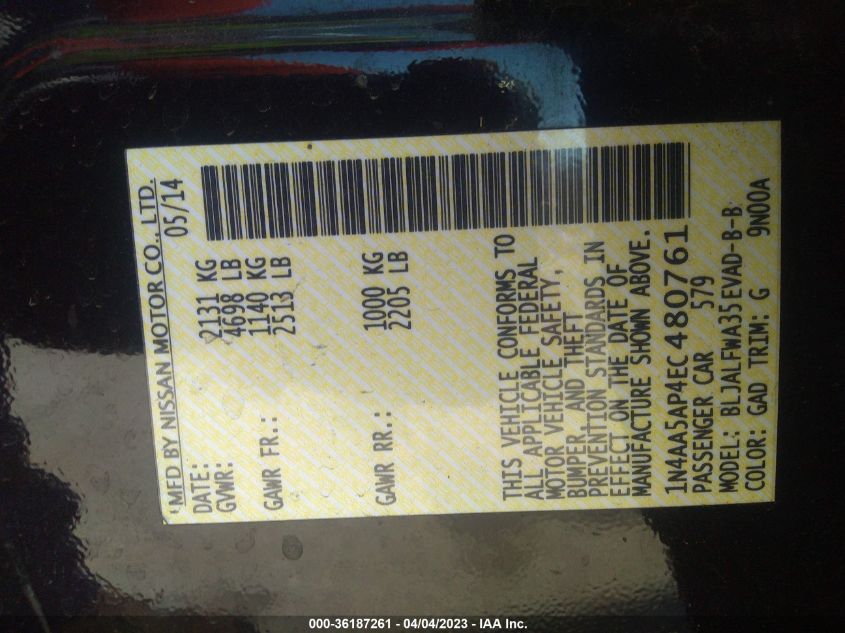 MFD BY NISSAN MOTOR CO., LTD.
DATE: 05/14
GVWR: 2131 KG
4698 LB
GAWR FR.: 1140 KG
2513 LB
GAWR RR.: 1000 KG
2205 LB
THIS VEHICLE CONFORMS TO
ALL APPLICABLE FEDERAL
MOTOR VEHICLE SAFETY,
BUMPER, AND THEFT
PREVENTION STANDARDS IN
EFFECT ON THE DATE OF
MANUFACTURE SHOWN ABOVE.
1N4AA5AP4EC480761
PASSENGER CAR 579
MODEL: BLJALFWA35EVAD-B-B
COLOR: GAD TRIM: G 9N00A
000-36187261 - 04/04/2023 - IAA Inc.